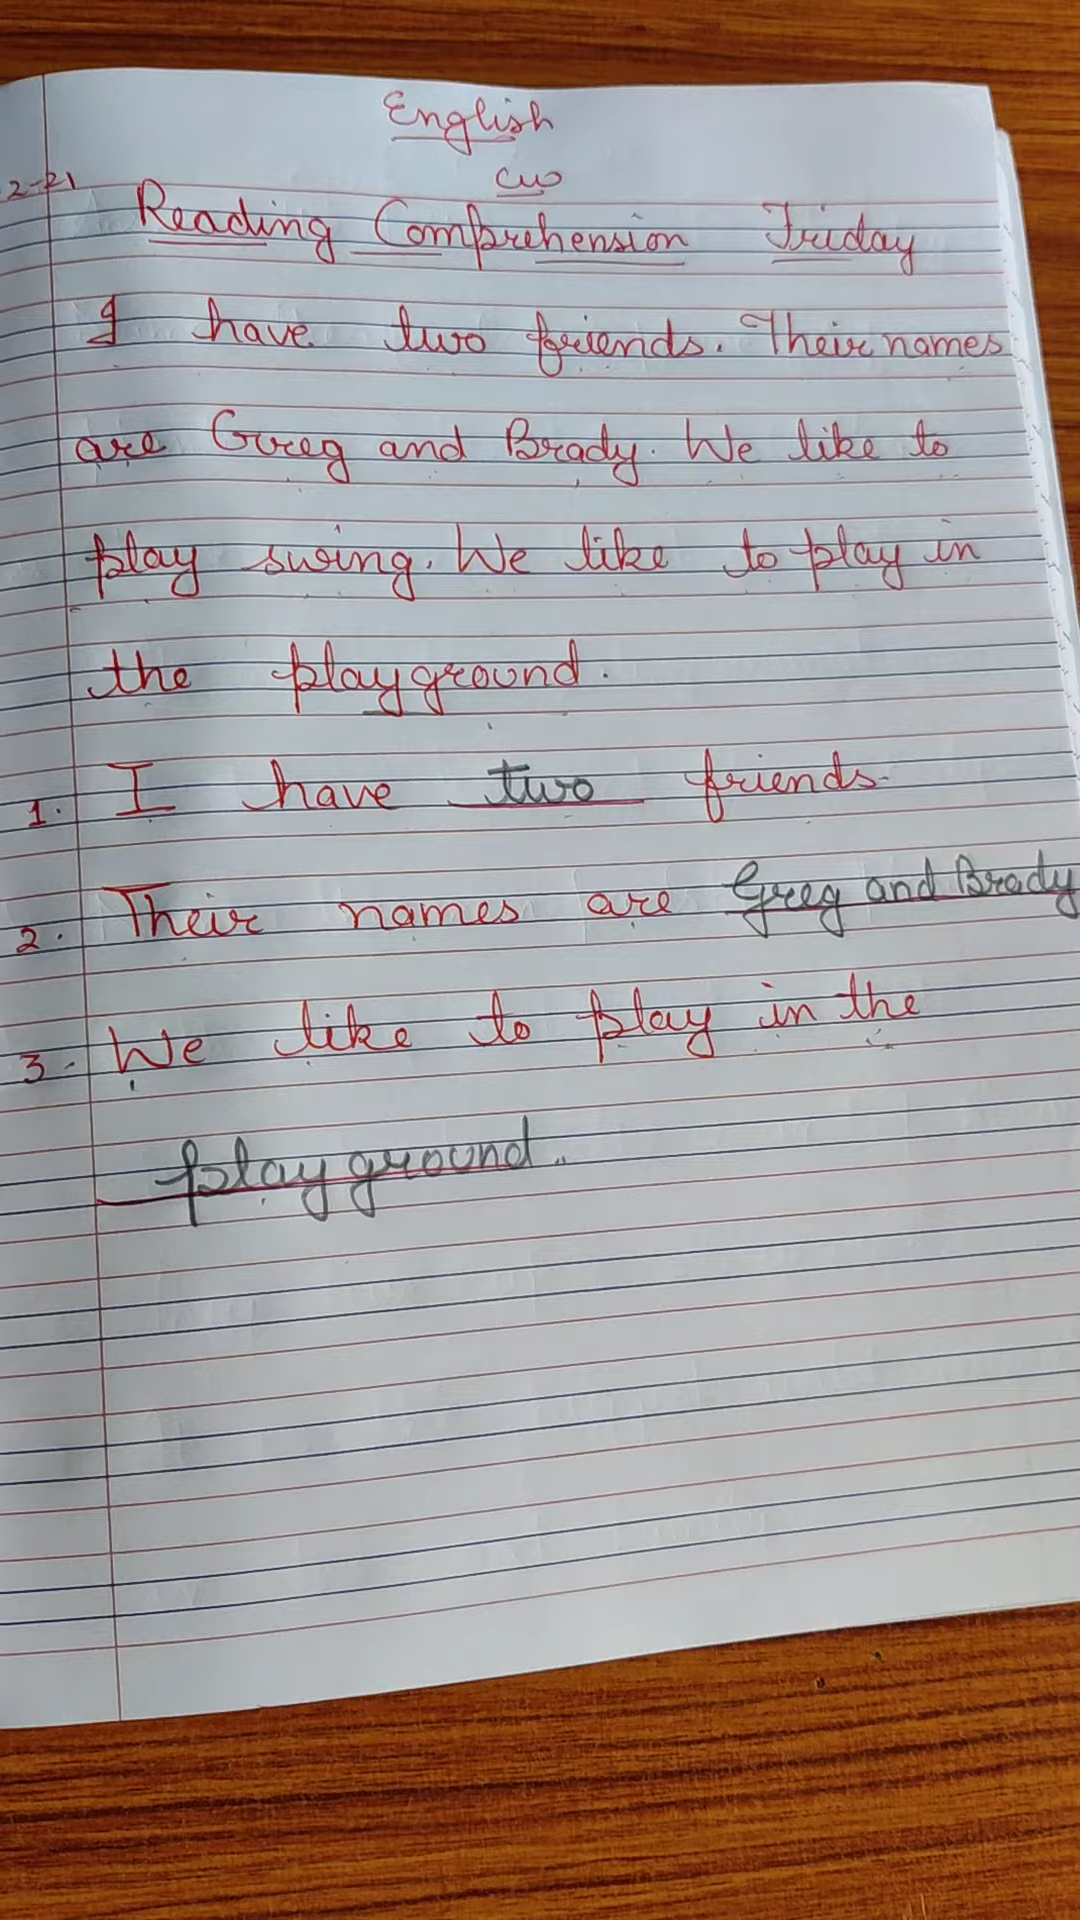 English
cw
2-21
Reading Comprehension Friday
I have two friends. Their names
are Greg and Brady. We like to
play swing. We like to play in
the playground.
1. I have two friends.
2. Their names are Greg and Brady
3. We like to play in the
playground.